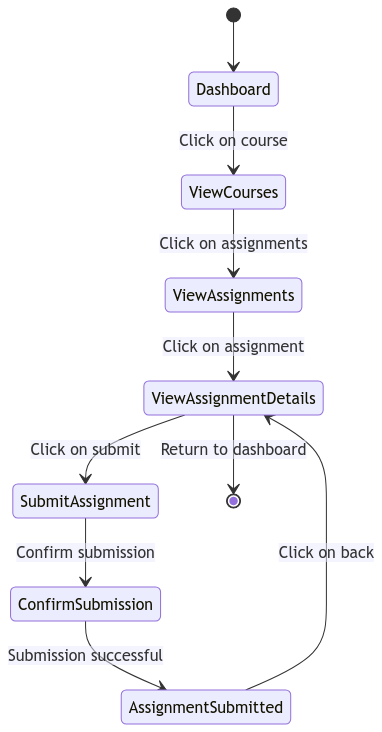 Dashboard
Click on course
ViewCourses
Click on assignments
ViewAssignments
Click on assignment
ViewAssignmentDetails
Click on submit
Return to dashboard
SubmitAssignment
Confirm submission
Click on back
ConfirmSubmission
Submission successful
AssignmentSubmitted